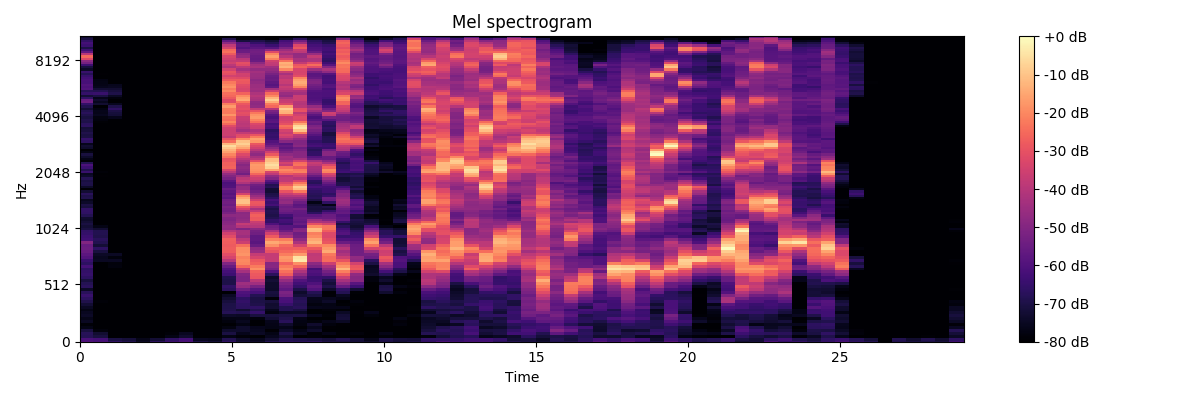 Mel spectrogram
+0 dB
8192
-10 dB
-20 dB
4096
-30 dB
Hz
2048
-40 dB
1024
-50 dB
-60 dB
512
-70 dB
0
-80 dB
0 5 10 15 20 25
Time